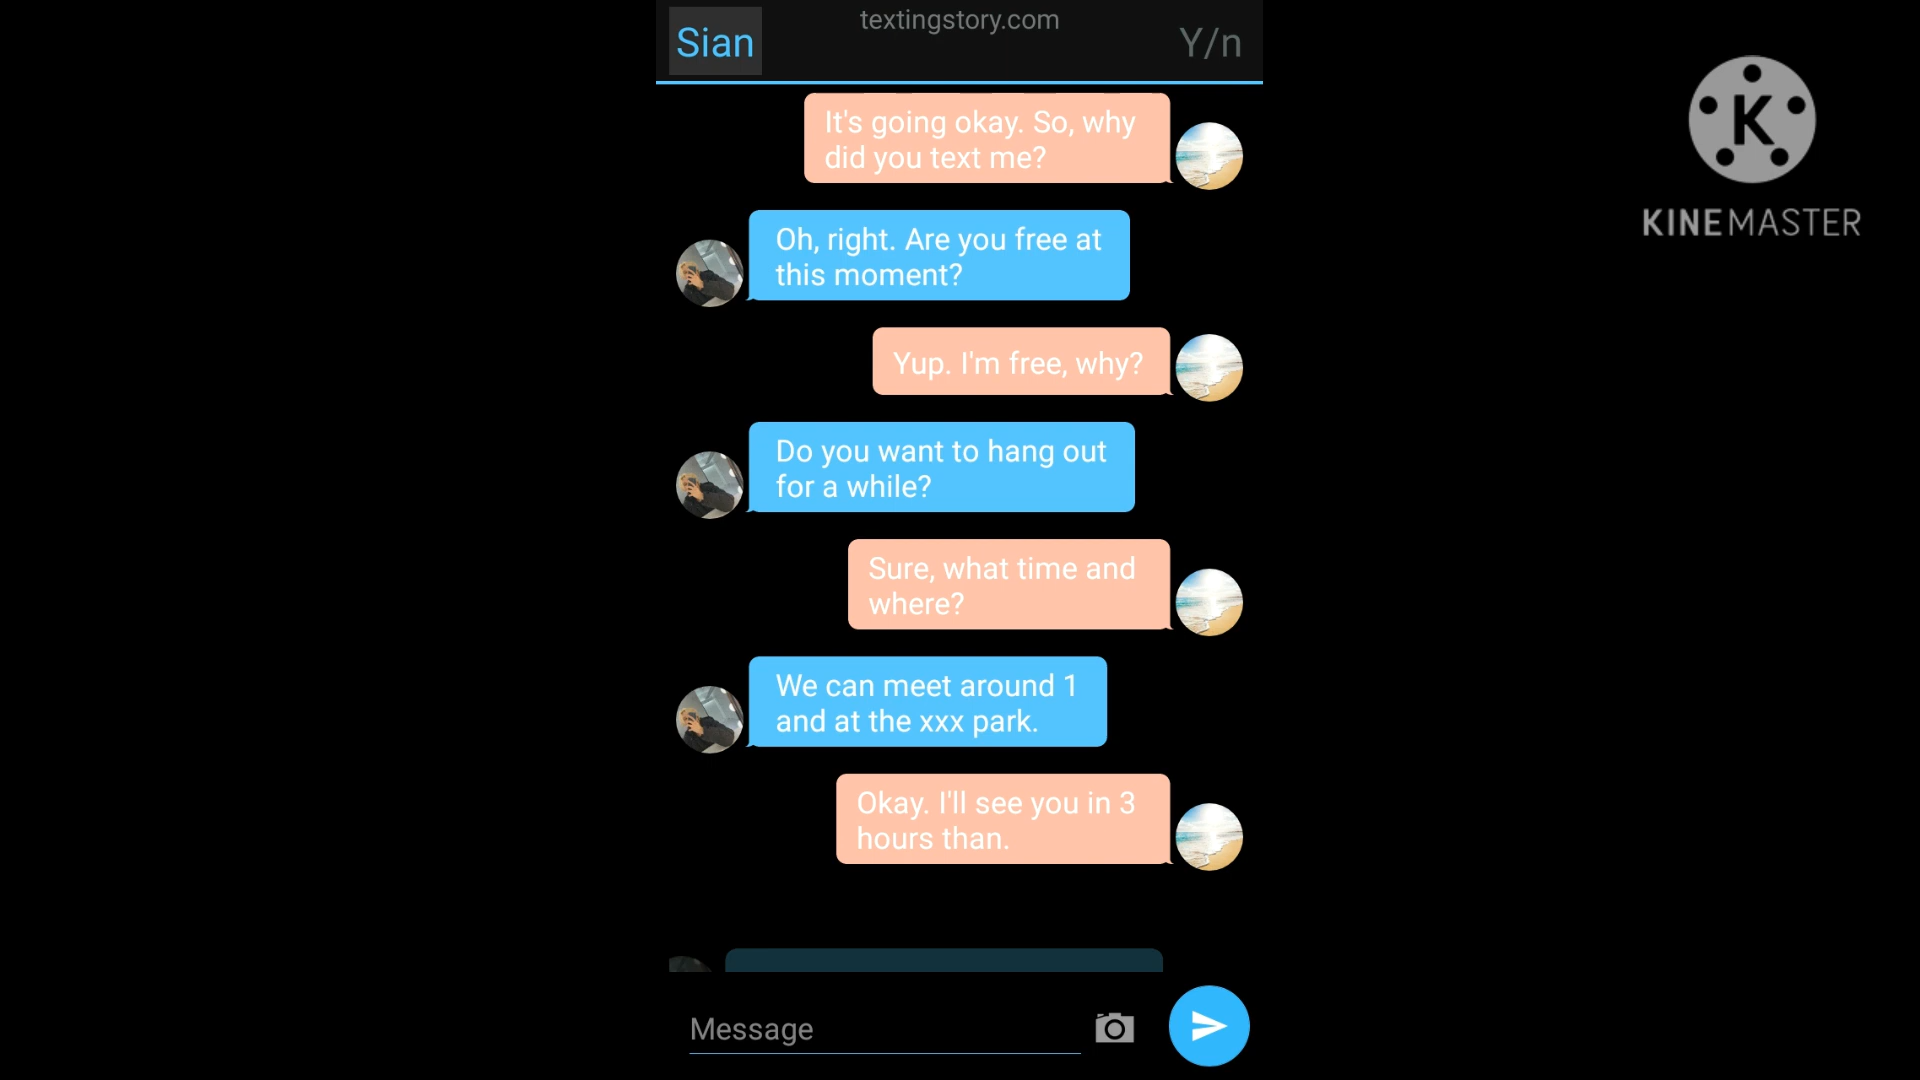 Sian
textingstory.com
Y/n
It's going okay. So, why
did you text me?
Oh, right. Are you free at
this moment?
Yup. I'm free, why?
Do you want to hang out
for a while?
Sure, what time and
where?
We can meet around 1
and at the xxx park.
Okay. I'll see you in 3
hours than.
Message
K
KINEMASTER